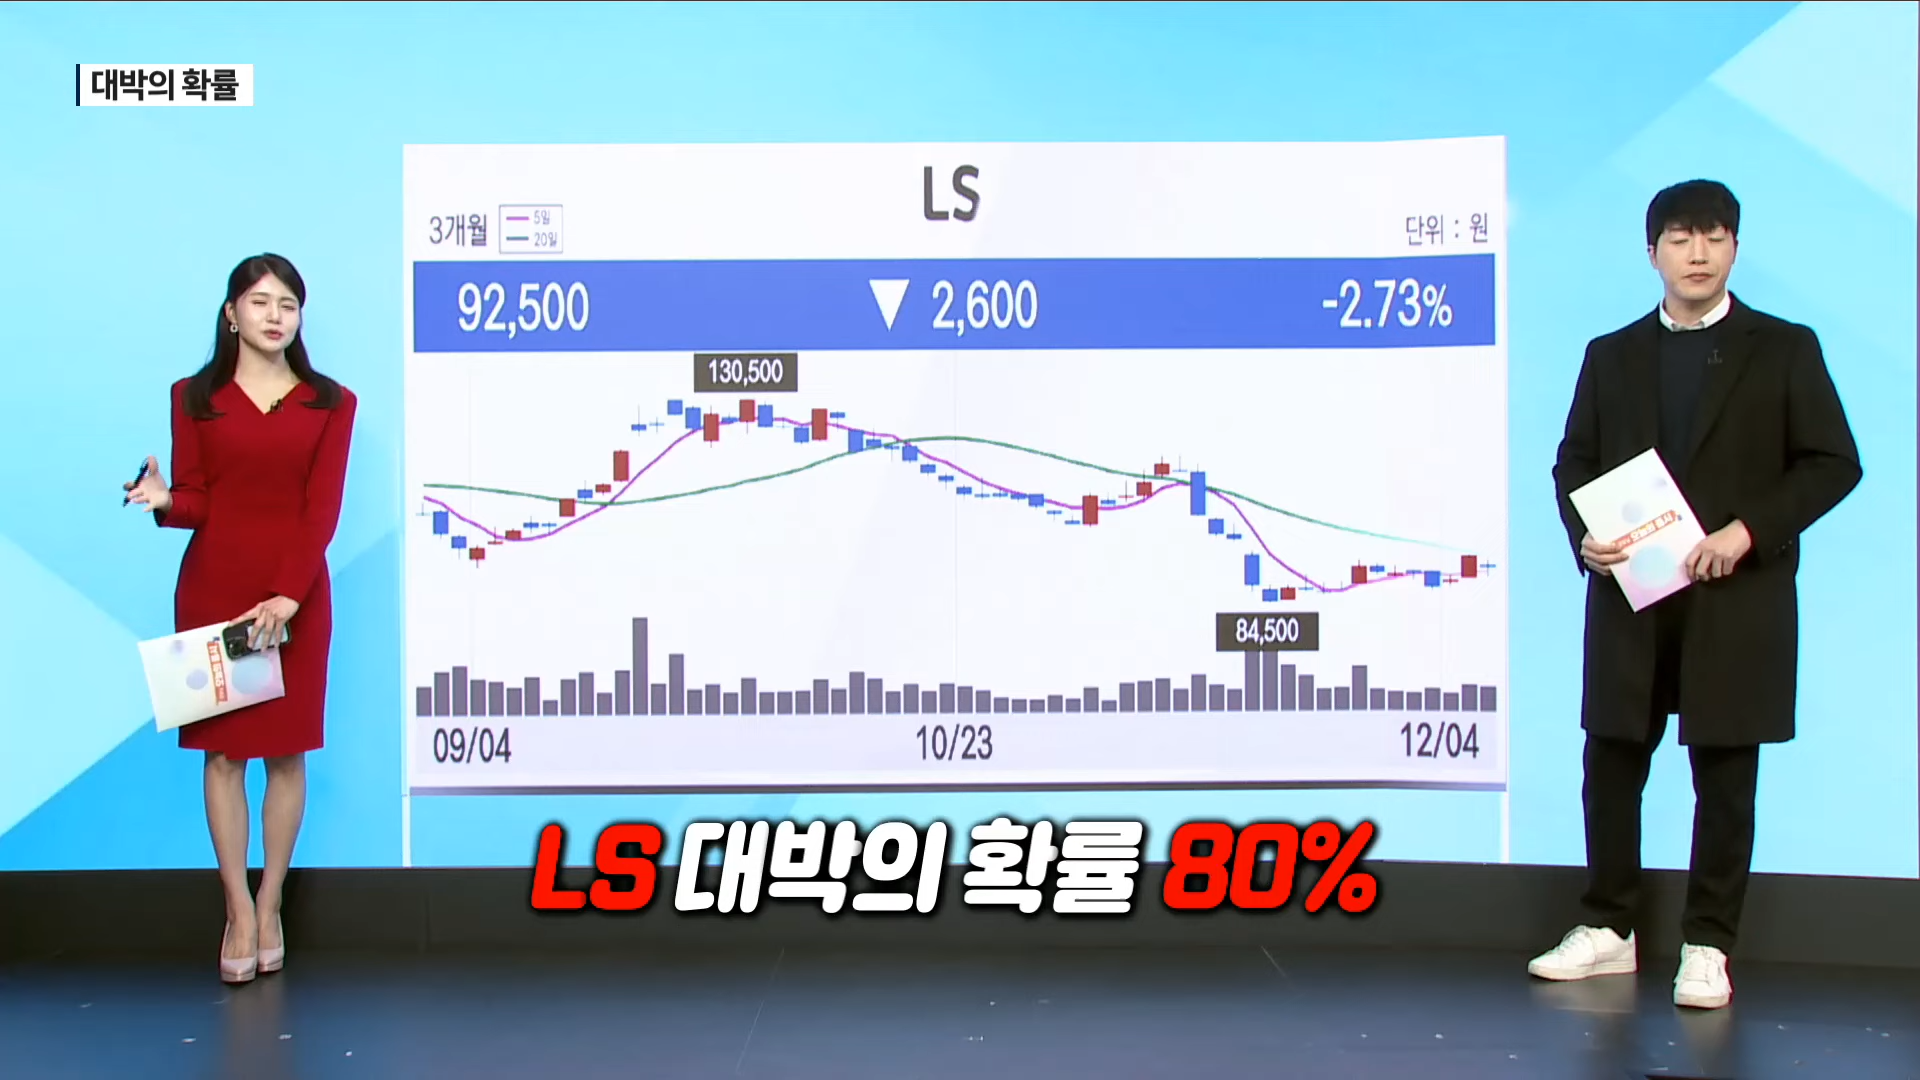 대박의 확률
LS
3개월
5일
20일
단위 : 원
92,500 ▼ 2,600 -2.73%
130,500
84,500
09/04 10/23 12/04
LS 대박의 확률 80%